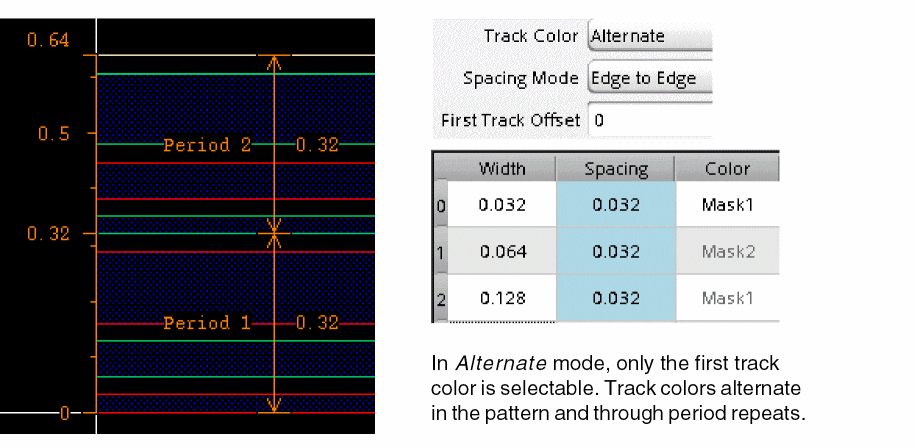 0.64
0.5
Period 2
0.32
0.32
Period 1
0.32
0
Track Color Alternate
Spacing Mode Edge to Edge
First Track Offset 0
Width Spacing Color
0 0.032 0.032 Mask1
1 0.064 0.032 Mask2
2 0.128 0.032 Mask1
In Alternate mode, only the first track
color is selectable. Track colors alternate
in the pattern and through period repeats.